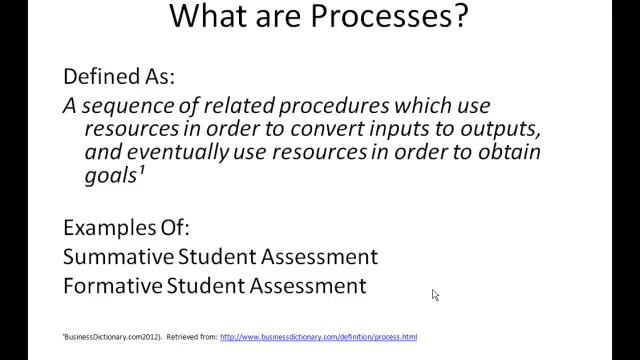 What are Processes?
Defined As:
A sequence of related procedures which use
resources in order to convert inputs to outputs,
and eventually use resources in order to obtain
goals¹
Examples Of:
Summative Student Assessment
Formative Student Assessment
¹BusinessDictionary.com2012). Retrieved from: http://www.businessdictionary.com/definition/process.html